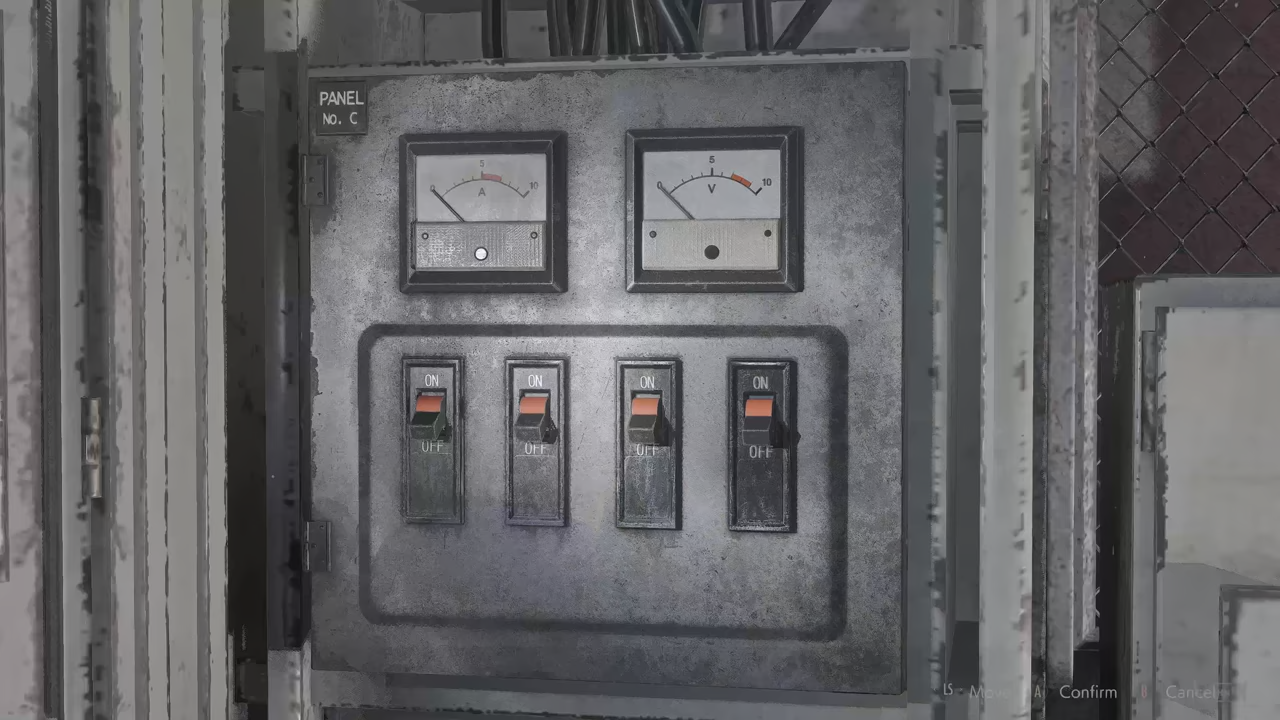 PANEL
No. C
0 5 10
A
0 5 10
V
ON ON ON ON
OFF OFF OFF OFF
LS Move A Confirm B Cancel